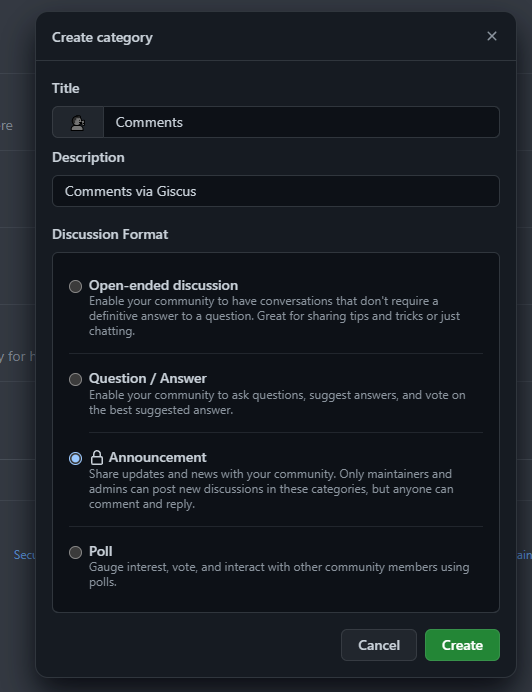 Create category
re
Title
Comments
Description
Comments via Giscus
Discussion Format
Open-ended discussion
Enable your community to have conversations that don't require a
definitive answer to a question. Great for sharing tips and tricks or just
chatting.
y for h
Question / Answer
Enable your community to ask questions, suggest answers, and vote on
the best suggested answer.
Announcement
Share updates and news with your community. Only maintainers and
admins can post new discussions in these categories, but anyone can
comment and reply.
Secu
ain
Poll
Gauge interest, vote, and interact with other community members using
polls.
Cancel
Create